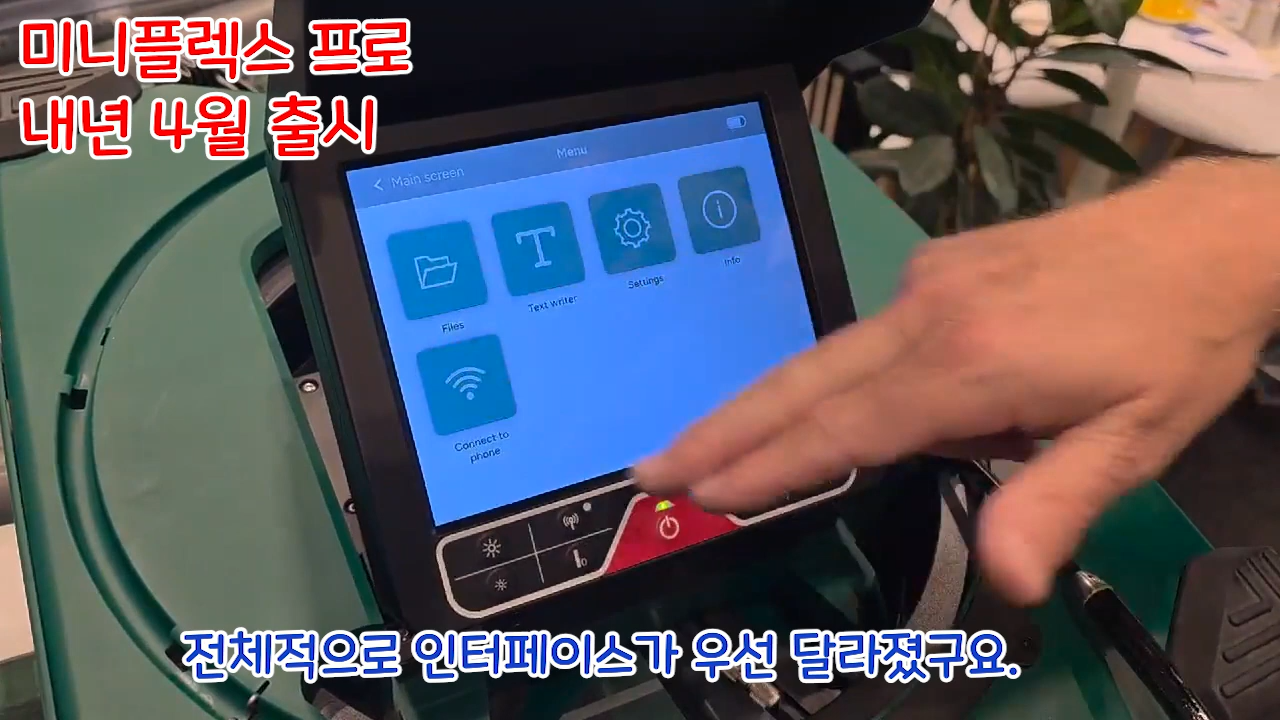 미니플렉스 프로
내년 4월 출시
Menu
< Main screen
Files
Text writer
Settings
Info
Connect to
phone
전체적으로 인터페이스가 우선 달라졌구요.